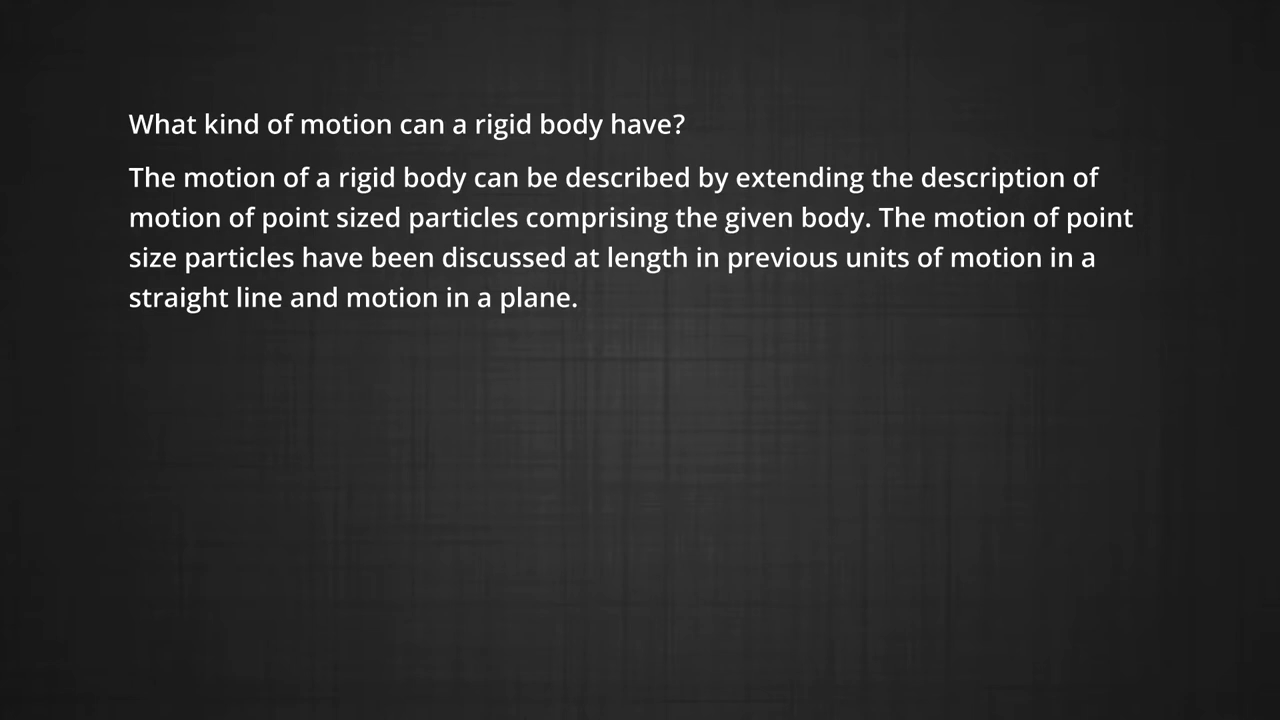 What kind of motion can a rigid body have?
The motion of a rigid body can be described by extending the description of
motion of point sized particles comprising the given body. The motion of point
size particles have been discussed at length in previous units of motion in a
straight line and motion in a plane.